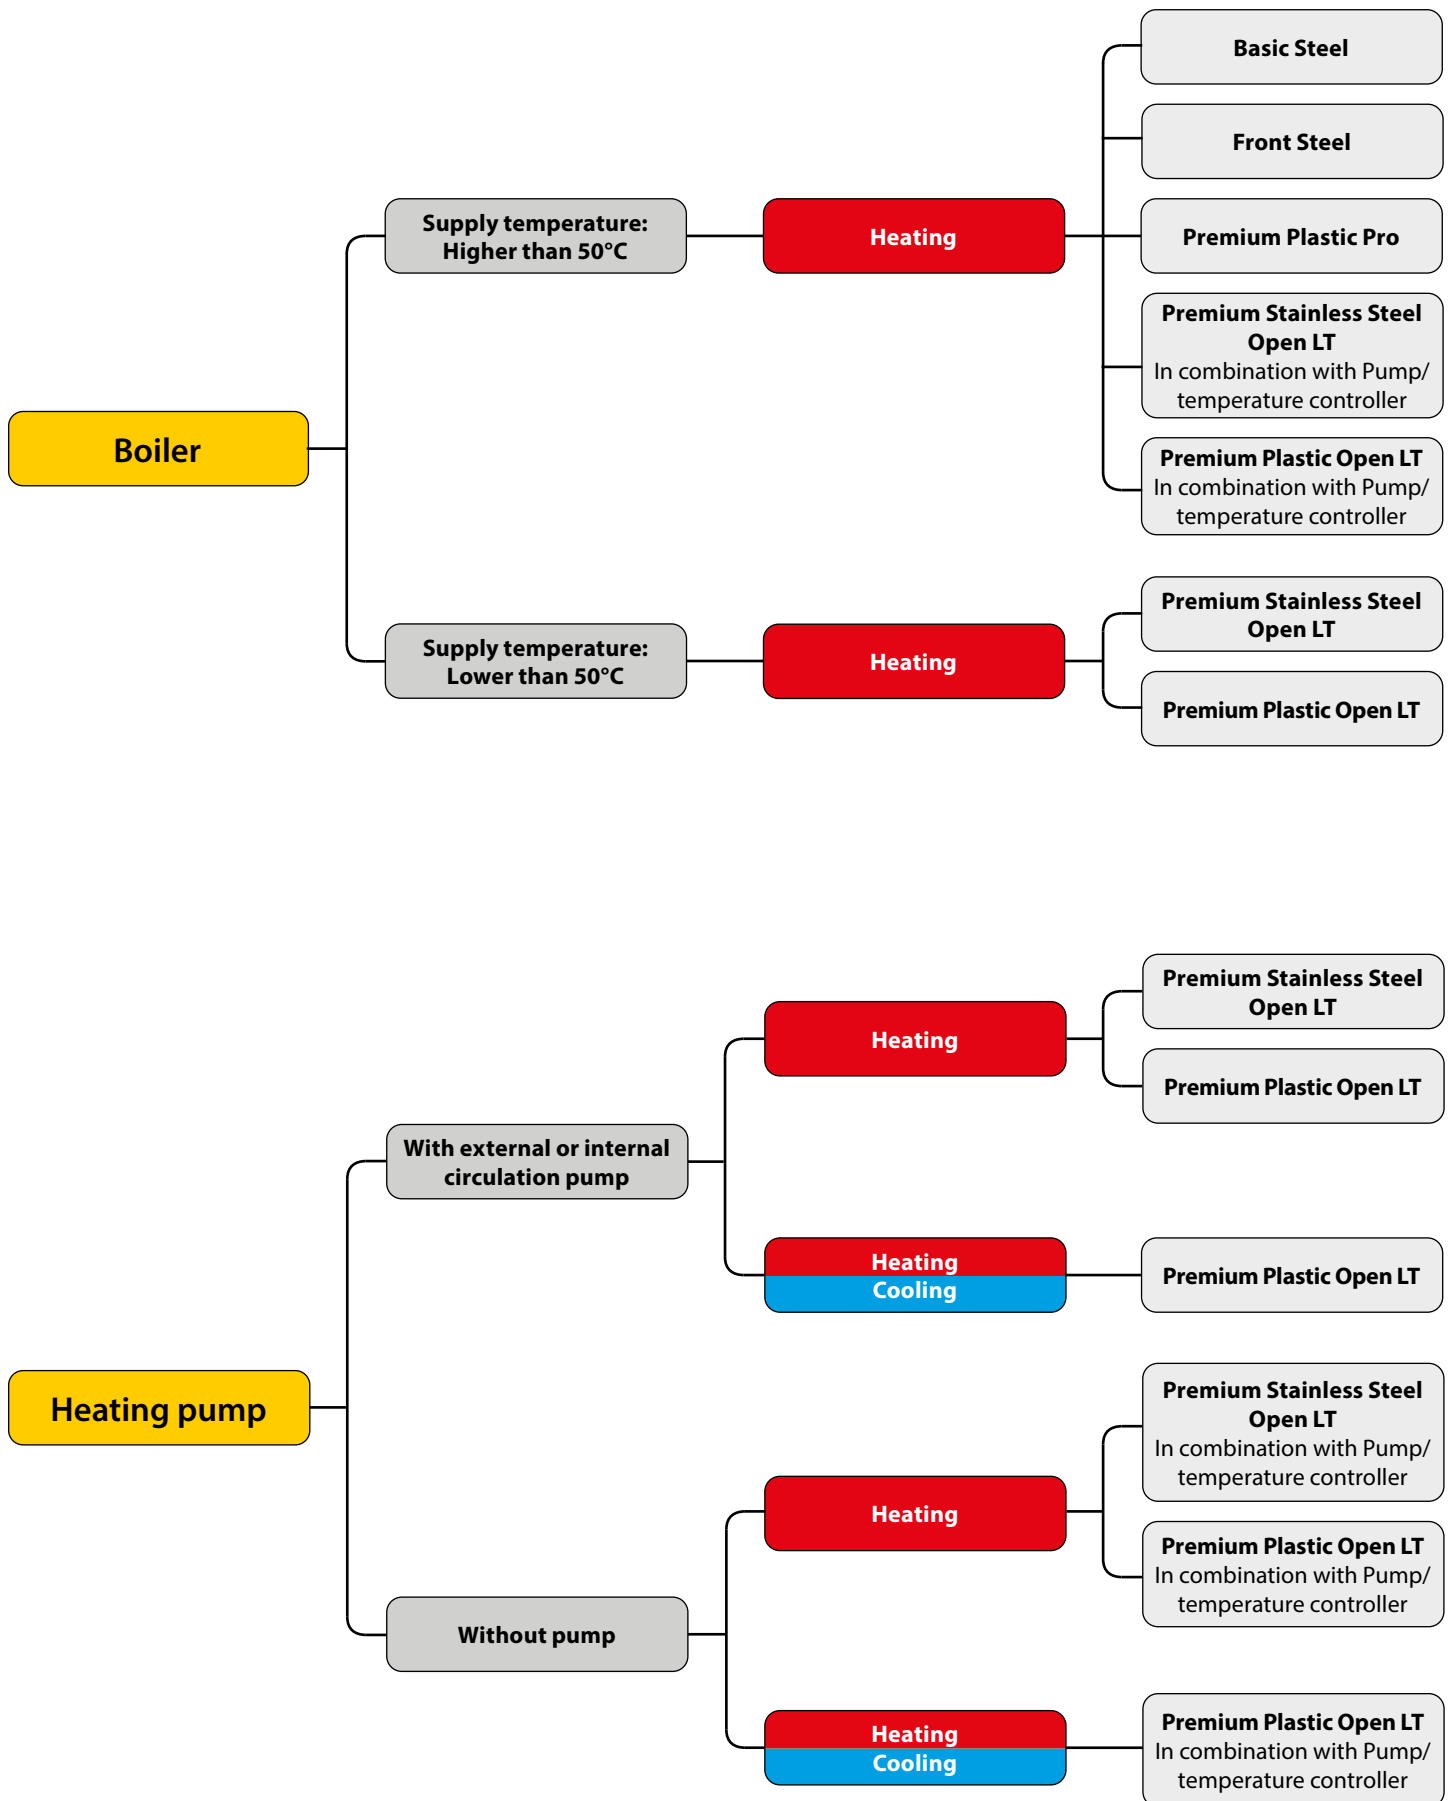 Boiler
Supply temperature:
Higher than 50°C
Heating
Basic Steel
Front Steel
Premium Plastic Pro
Premium Stainless Steel
Open LT
In combination with Pump/
temperature controller
Premium Plastic Open LT
In combination with Pump/
temperature controller
Supply temperature:
Lower than 50°C
Heating
Premium Stainless Steel
Open LT
Premium Plastic Open LT
Heating pump
With external or internal
circulation pump
Heating
Premium Stainless Steel
Open LT
Premium Plastic Open LT
Heating
Cooling
Premium Plastic Open LT
Without pump
Heating
Premium Stainless Steel
Open LT
In combination with Pump/
temperature controller
Premium Plastic Open LT
In combination with Pump/
temperature controller
Heating
Cooling
Premium Plastic Open LT
In combination with Pump/
temperature controller